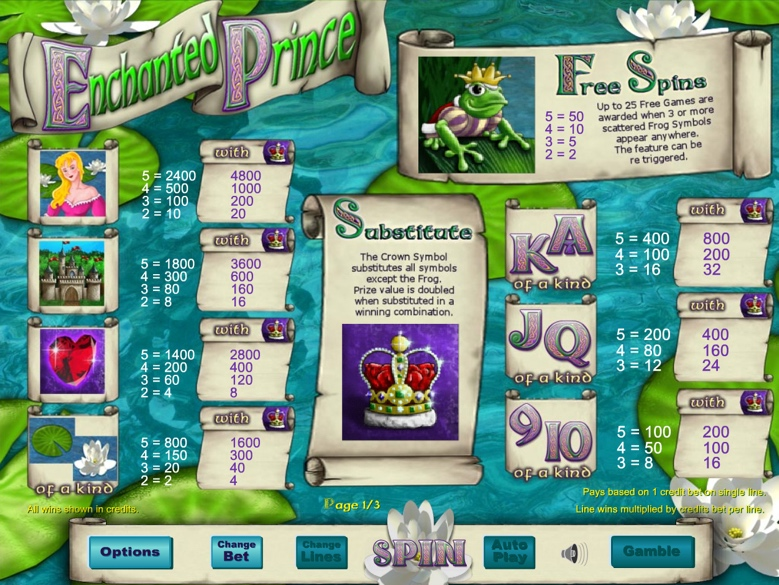 Enchanted Prince
Free Spins
5 = 50
4 = 10
3 = 5
2 = 2
Up to 25 Free Games are
awarded when 3 or more
scattered Frog Symbols
appear anywhere.
The feature can be
re triggered.
5 = 2400
4 = 500
3 = 100
2 = 10
with
4800
1000
200
20
5 = 1800
4 = 300
3 = 80
2 = 8
with
3600
600
160
16
5 = 1400
4 = 200
3 = 60
2 = 4
with
2800
400
120
8
of a kind
5 = 800
4 = 150
3 = 20
2 = 2
with
1600
300
40
4
Substitute
The Crown Symbol
substitutes all symbols
except the Frog.
Prize value is doubled
when substituted in a
winning combination.
K A
of a kind
5 = 400
4 = 100
3 = 16
with
800
200
32
J Q
of a kind
5 = 200
4 = 80
3 = 12
with
400
160
24
9 10
of a kind
5 = 100
4 = 50
3 = 8
with
200
100
16
All wins shown in credits.
Page 1/3
Pays based on 1 credit bet on single line.
Line wins multiplied by credits bet per line.
Options
Change
Bet
Change
Lines
SPIN
Auto
Play
Gamble